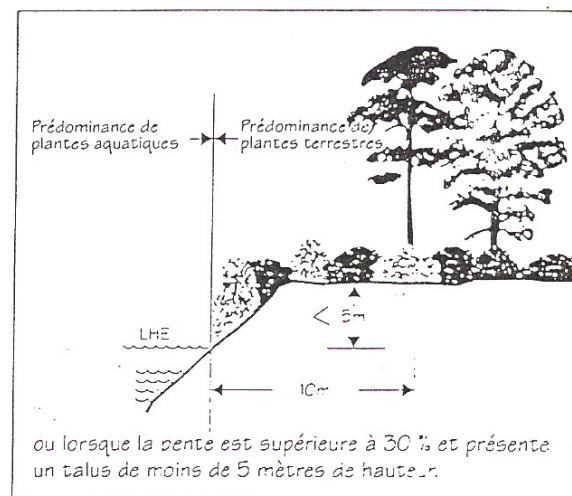 Prédominance de
plantes aquatiques
Prédominance de
plantes terrestres
LHE
< 5m
10m
ou lorsque la pente est supérieure à 30 % et présente
un talus de moins de 5 mètres de hauteur.